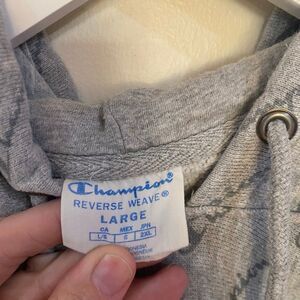 Champion®
REVERSE WEAVE®
LARGE
CA MEX JPN
L/G G 2XL